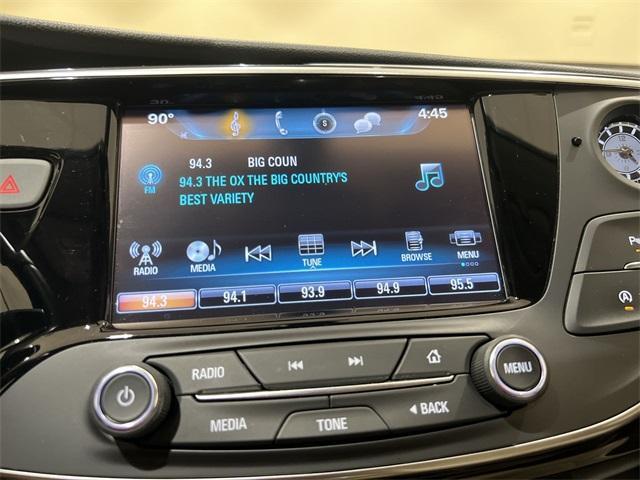 90° 4:45
S
94.3 BIG COUN
94.3 THE OX THE BIG COUNTRY'S
BEST VARIETY
FM
RADIO MEDIA TUNE BROWSE MENU
94.3 94.1 93.9 94.9 95.5
RADIO
MENU
MEDIA TONE BACK